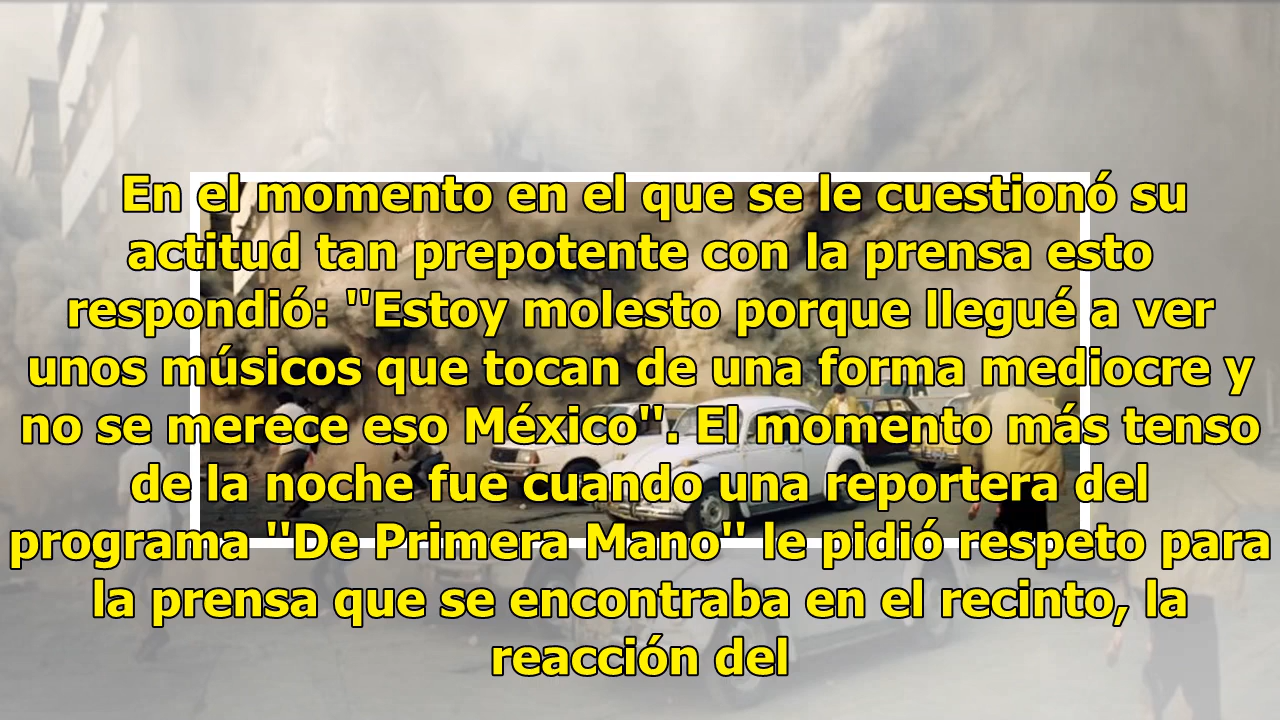 En el momento en el que se le cuestionó su
actitud tan prepotente con la prensa esto
respondió: "Estoy molesto porque llegué a ver
unos músicos que tocan de una forma mediocre y
no se merece eso México". El momento más tenso
de la noche fue cuando una reportera del
programa "De Primera Mano" le pidió respeto para
la prensa que se encontraba en el recinto, la
reacción del